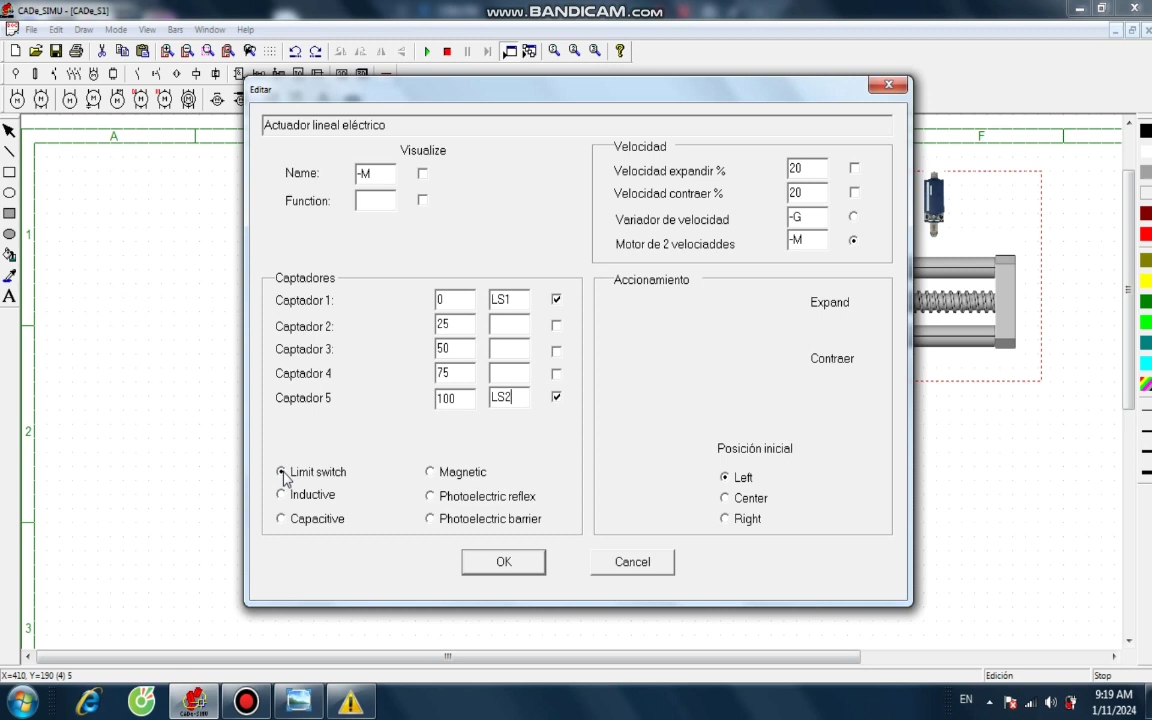 CADe_SIMU - [CADe_S1]
www.BANDICAM.com
File Edit Draw Mode View Bars Window Help
Editar
Actuador lineal eléctrico
Visualize
Name: -M
Function:
Velocidad
Velocidad expandir % 20
Velocidad contraer % 20
Variador de velocidad -G
Motor de 2 velociaddes -M
Captadores
Captador 1: 0 LS1
Captador 2: 25
Captador 3: 50
Captador 4 75
Captador 5 100 LS2
Limit switch
Magnetic
Inductive
Photoelectric reflex
Capacitive
Photoelectric barrier
Accionamiento
Expand
Contraer
Posición inicial
Left
Center
Right
OK
Cancel
A
F
1
2
3
X=410, Y=190 (4) 5
Edición
Stop
CADe-SIMU
EN
9:19 AM
1/11/2024